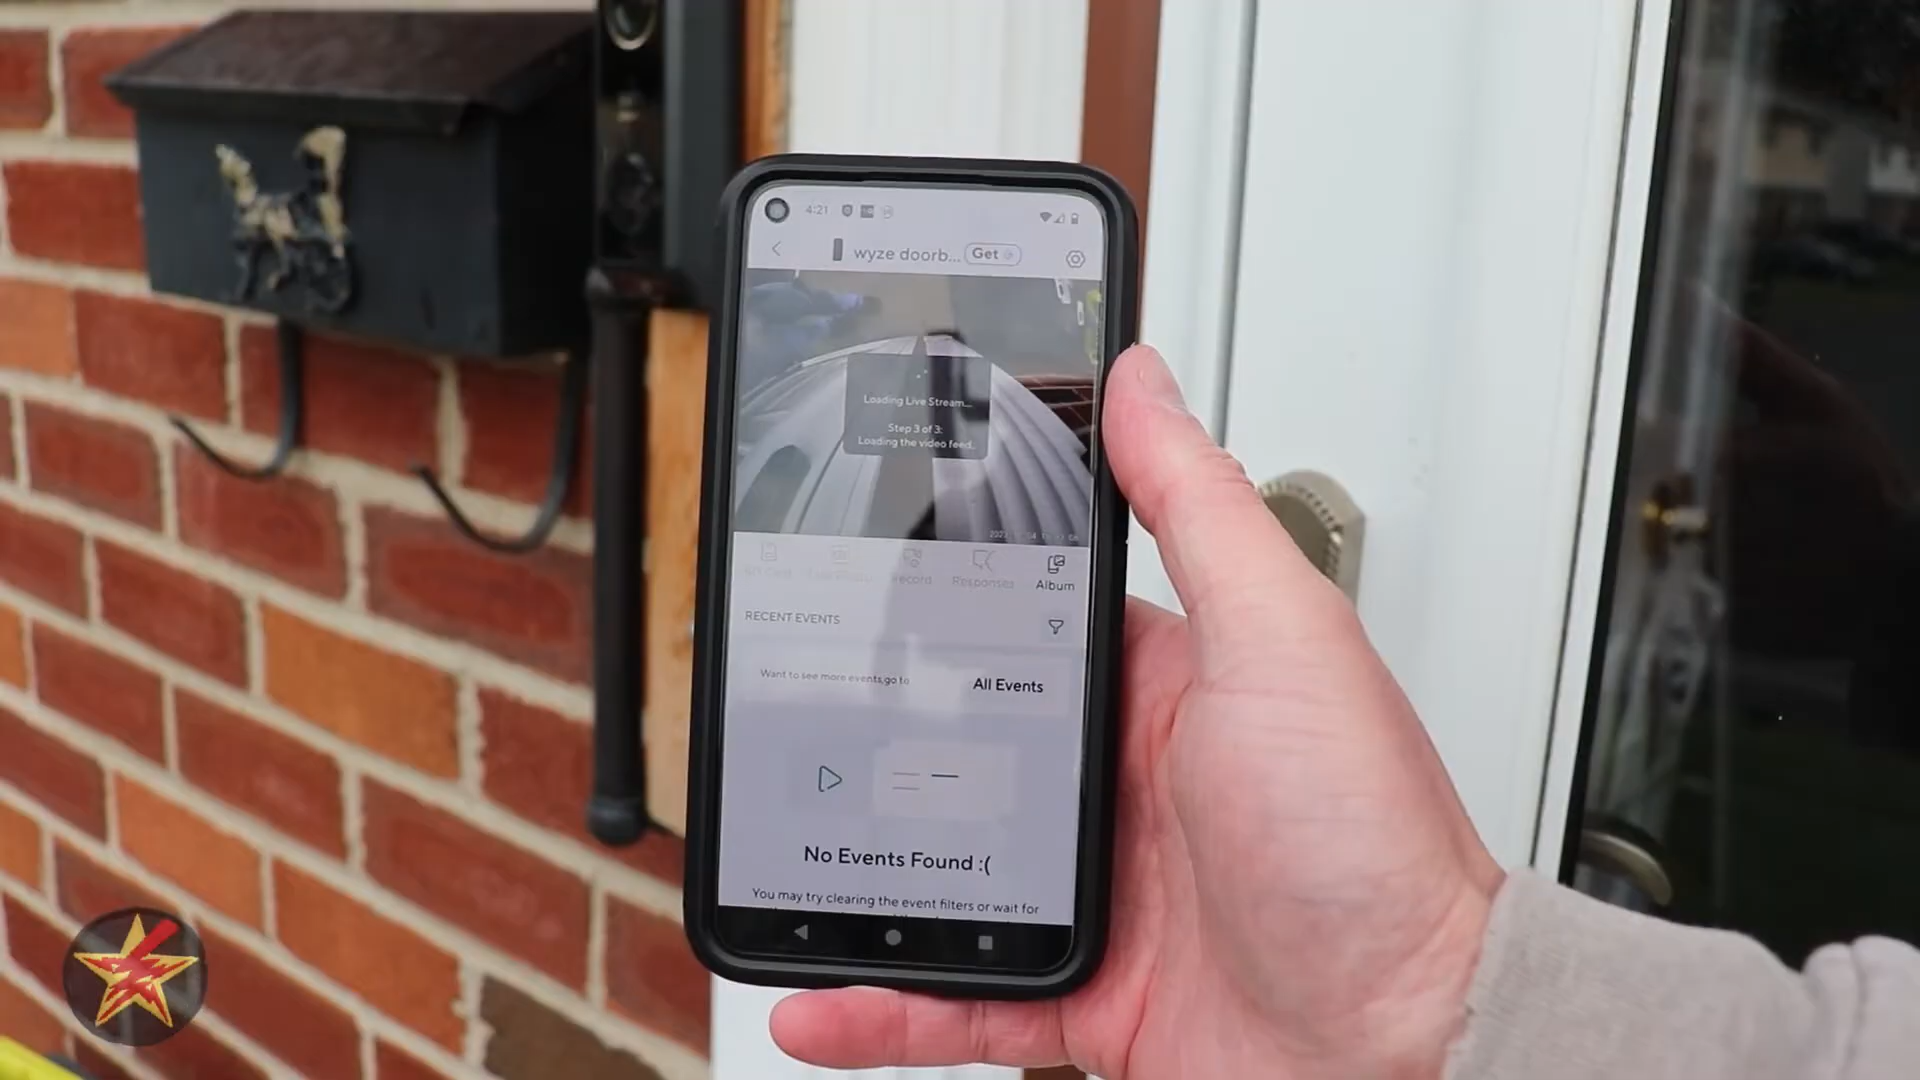 4:21
wyze doorb... Get
Loading Live Stream...
Step 3 of 3:
Loading the video feed..
Record
Responses
Album
RECENT EVENTS
Want to see more events,go to
All Events
No Events Found :(
You may try clearing the event filters or wait for